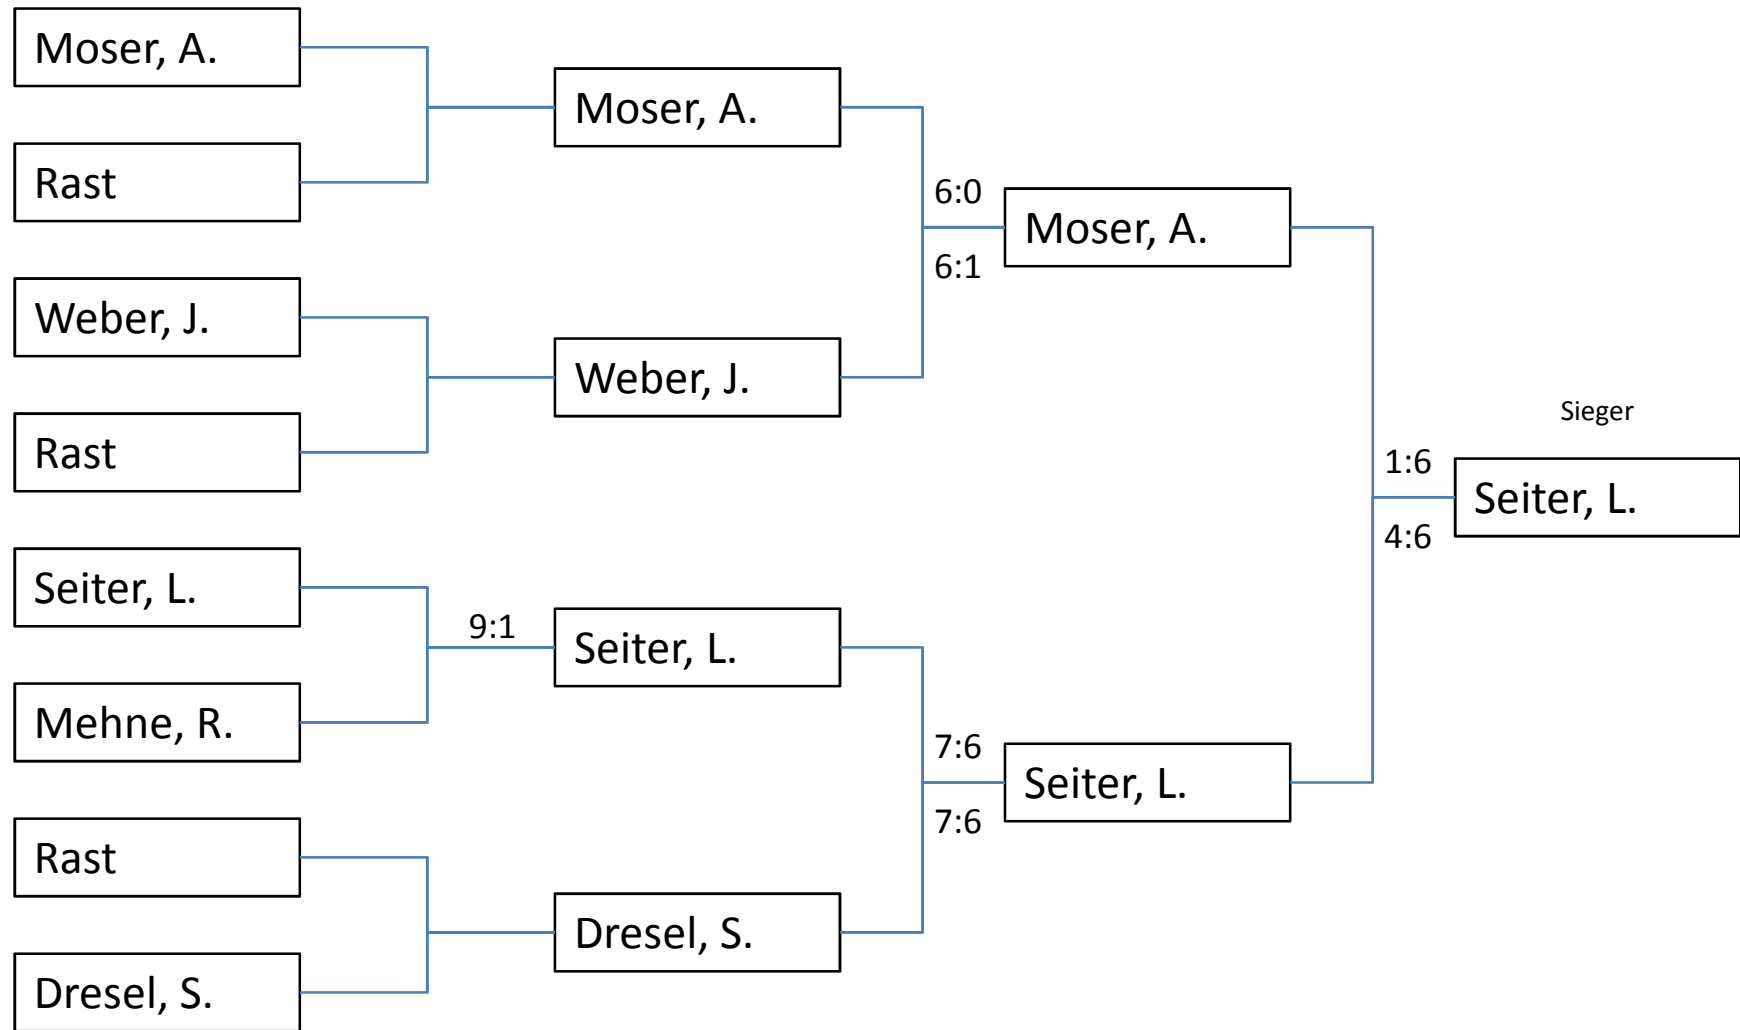 Moser, A.
Rast
Weber, J.
Rast
Seiter, L.
Mehne, R.
Rast
Dresel, S.
Moser, A.
Weber, J.
9:1
Seiter, L.
Dresel, S.
6:0
6:1
Moser, A.
7:6
7:6
Seiter, L.
1:6
4:6
Sieger
Seiter, L.